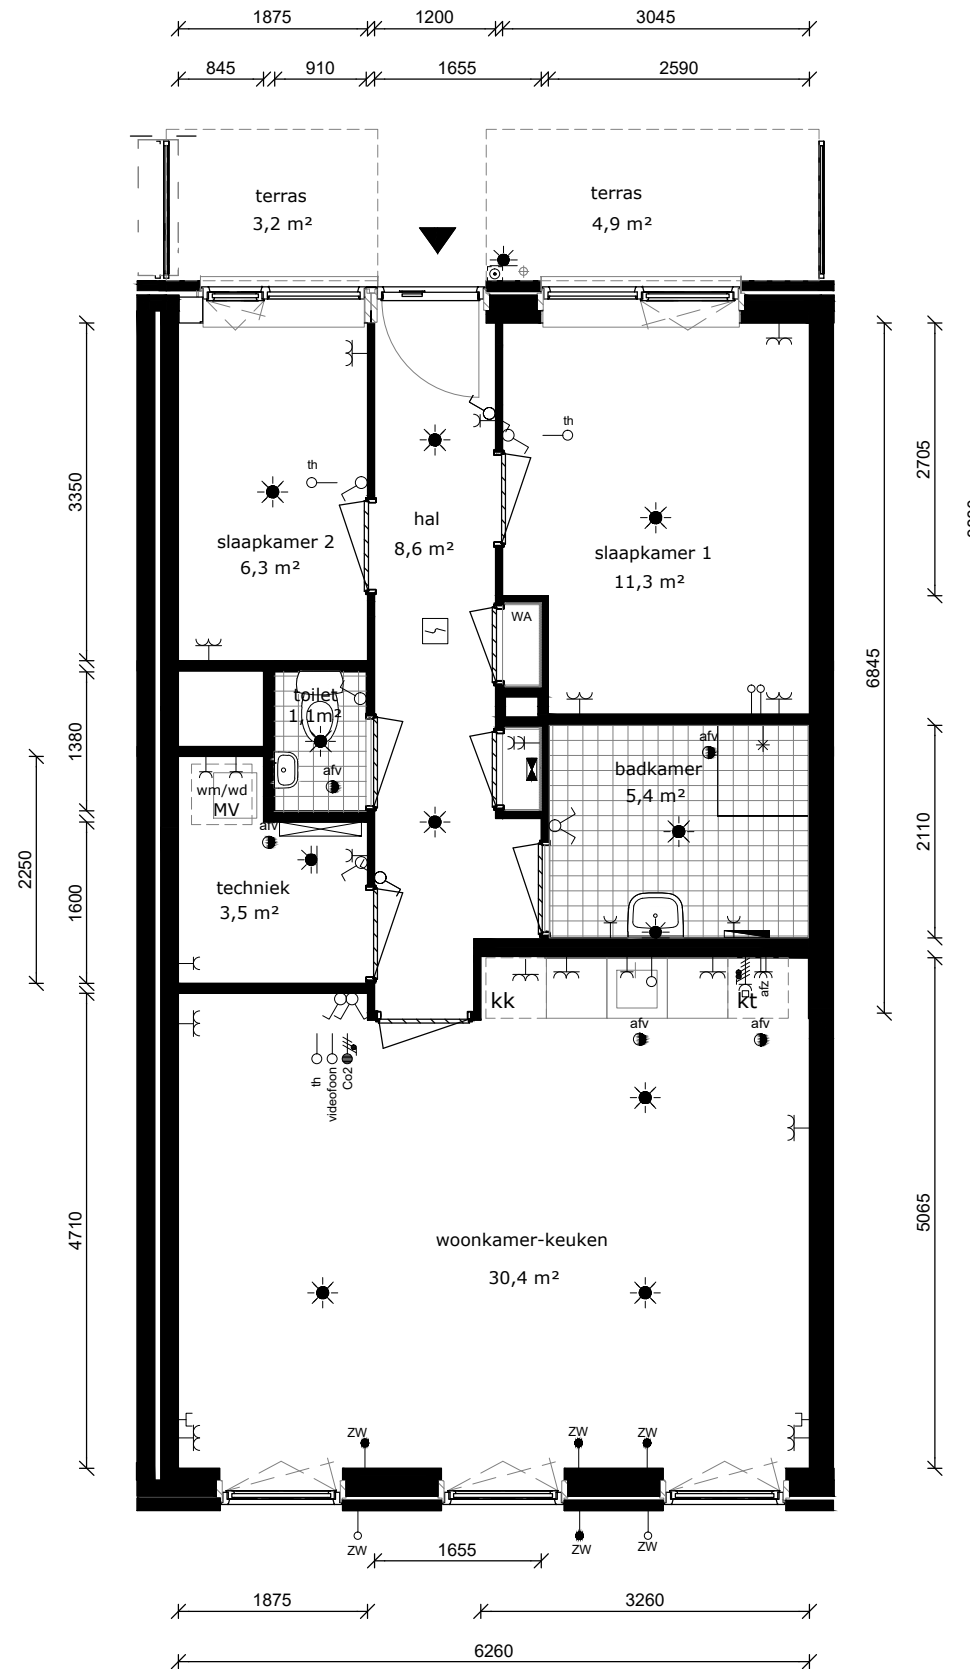 1875 1200 3045
845 910 1655 2590
terras
3,2 m²
terras
4,9 m²
3350
th
slaapkamer 2
6,3 m²
hal
8,6 m²
th
slaapkamer 1
11,3 m²
2705
6845
WA
toilet
1,1m²
afv
1380
wm/wd
MV
afv
techniek
3,5 m²
2250
1600
afv
badkamer
5,4 m²
2110
kk
kt
afz
afv
afv
th
videofoon
Co2
4710
5065
woonkamer-keuken
30,4 m²
ZW
ZW
ZW
ZW
ZW
ZW
1655
1875 3260
6260